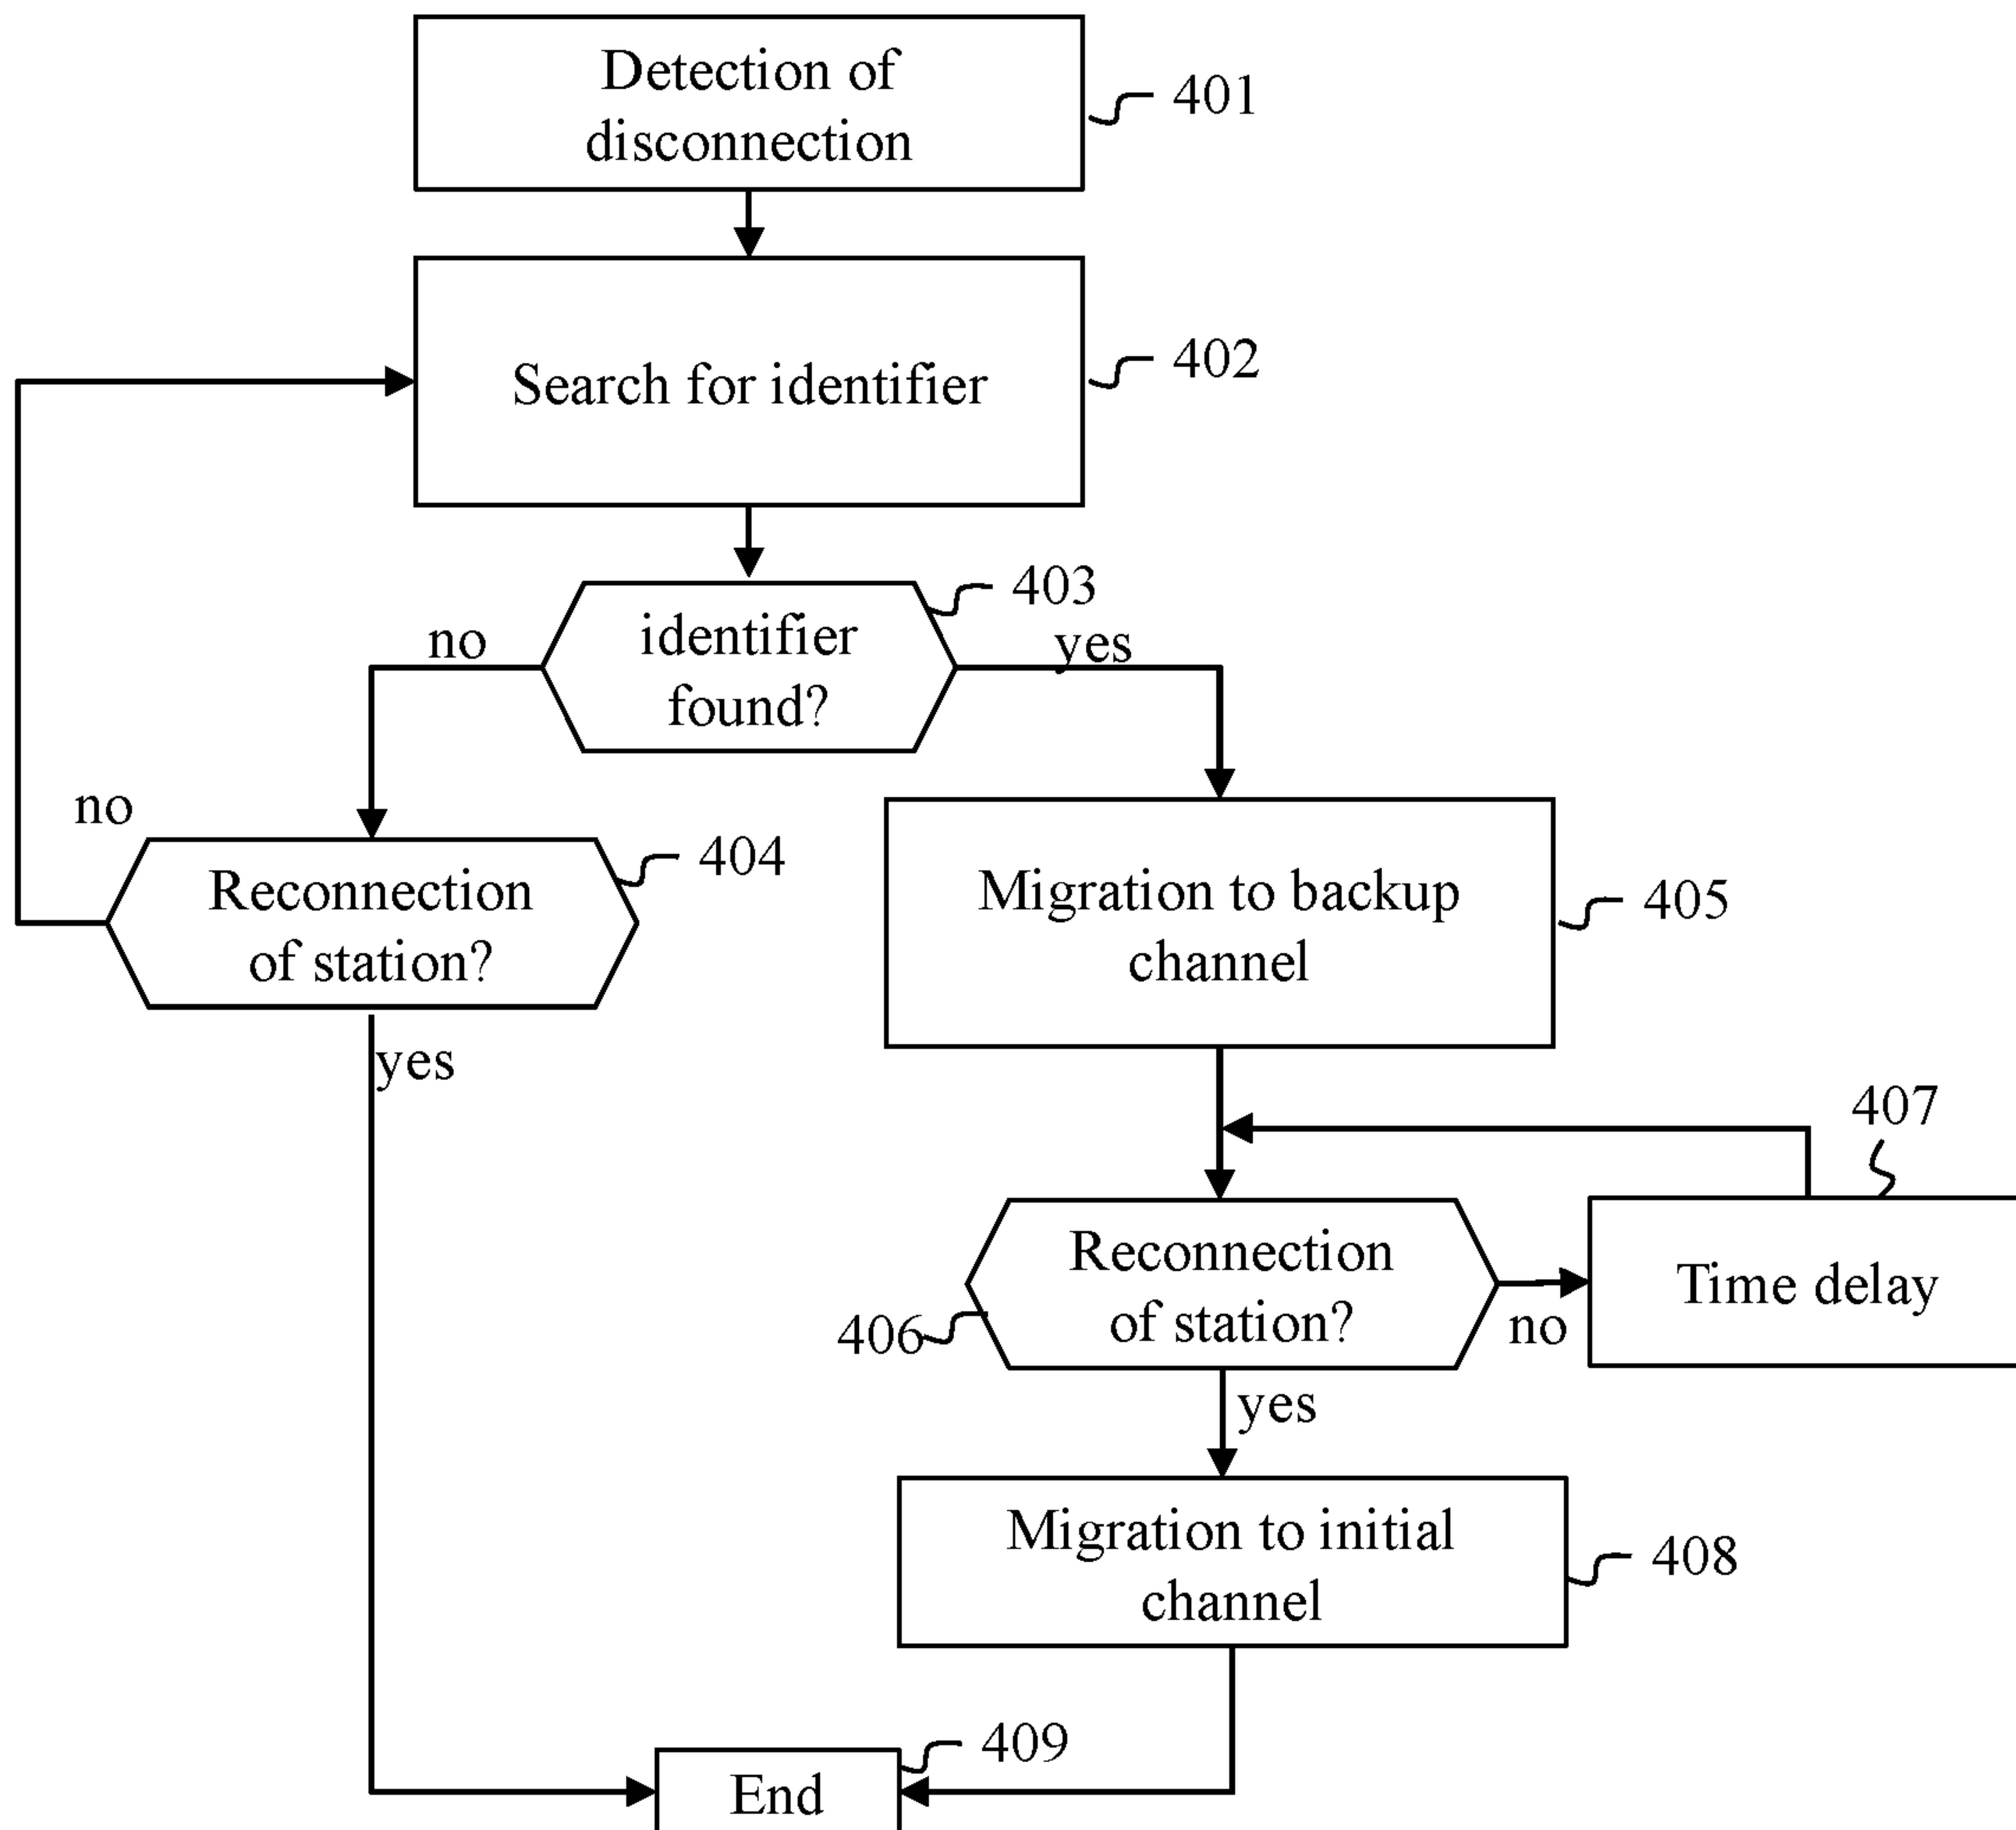 Detection of
disconnection
401
Search for identifier
402
403
identifier
found?
no
yes
no
404
Reconnection
of station?
yes
Migration to backup
channel
405
407
Reconnection
of station?
406
no
Time delay
yes
Migration to initial
channel
408
409
End